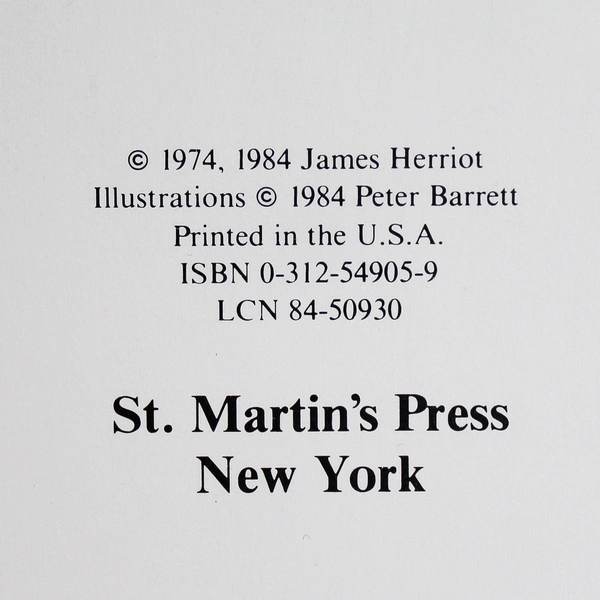 © 1974, 1984 James Herriot
Illustrations © 1984 Peter Barrett
Printed in the U.S.A.
ISBN 0-312-54905-9
LCN 84-50930
St. Martin's Press
New York